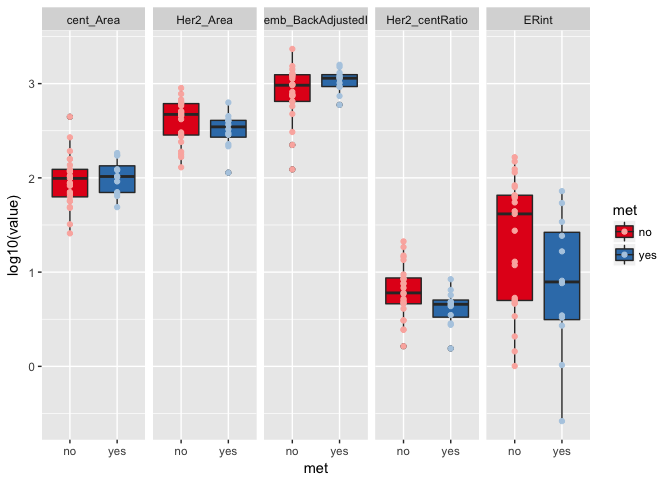 cent_Area
Her2_Area
emb_BackAdjustedI
Her2_centRatio
ERint
log10(value)
3
2
1
0
no yes no yes no yes no yes no yes
met
met
no
yes